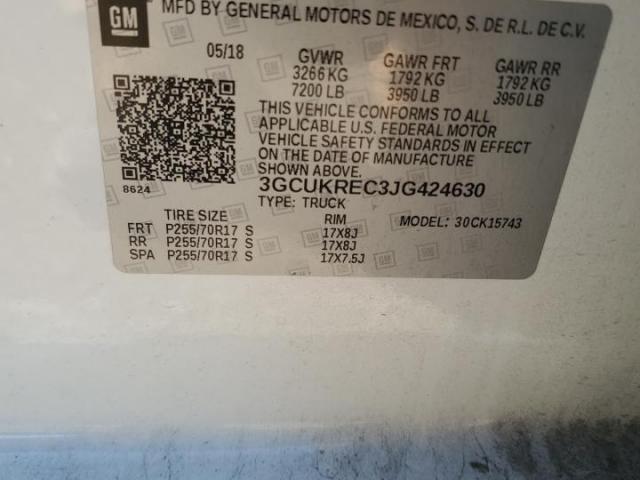 GM
MFD BY GENERAL MOTORS DE MEXICO, S. DE R.L. DE C.V.
05/18 GVWR GAWR FRT GAWR RR
3266 KG 1792 KG 1792 KG
7200 LB 3950 LB 3950 LB
THIS VEHICLE CONFORMS TO ALL
APPLICABLE U.S. FEDERAL MOTOR
VEHICLE SAFETY STANDARDS IN EFFECT
ON THE DATE OF MANUFACTURE
SHOWN ABOVE.
8624 3GCUKREC3JG424630
TYPE: TRUCK
TIRE SIZE RIM MODEL: 30CK15743
FRT P255/70R17 S 17X8J
RR P255/70R17 S 17X8J
SPA P255/70R17 S 17X7.5J